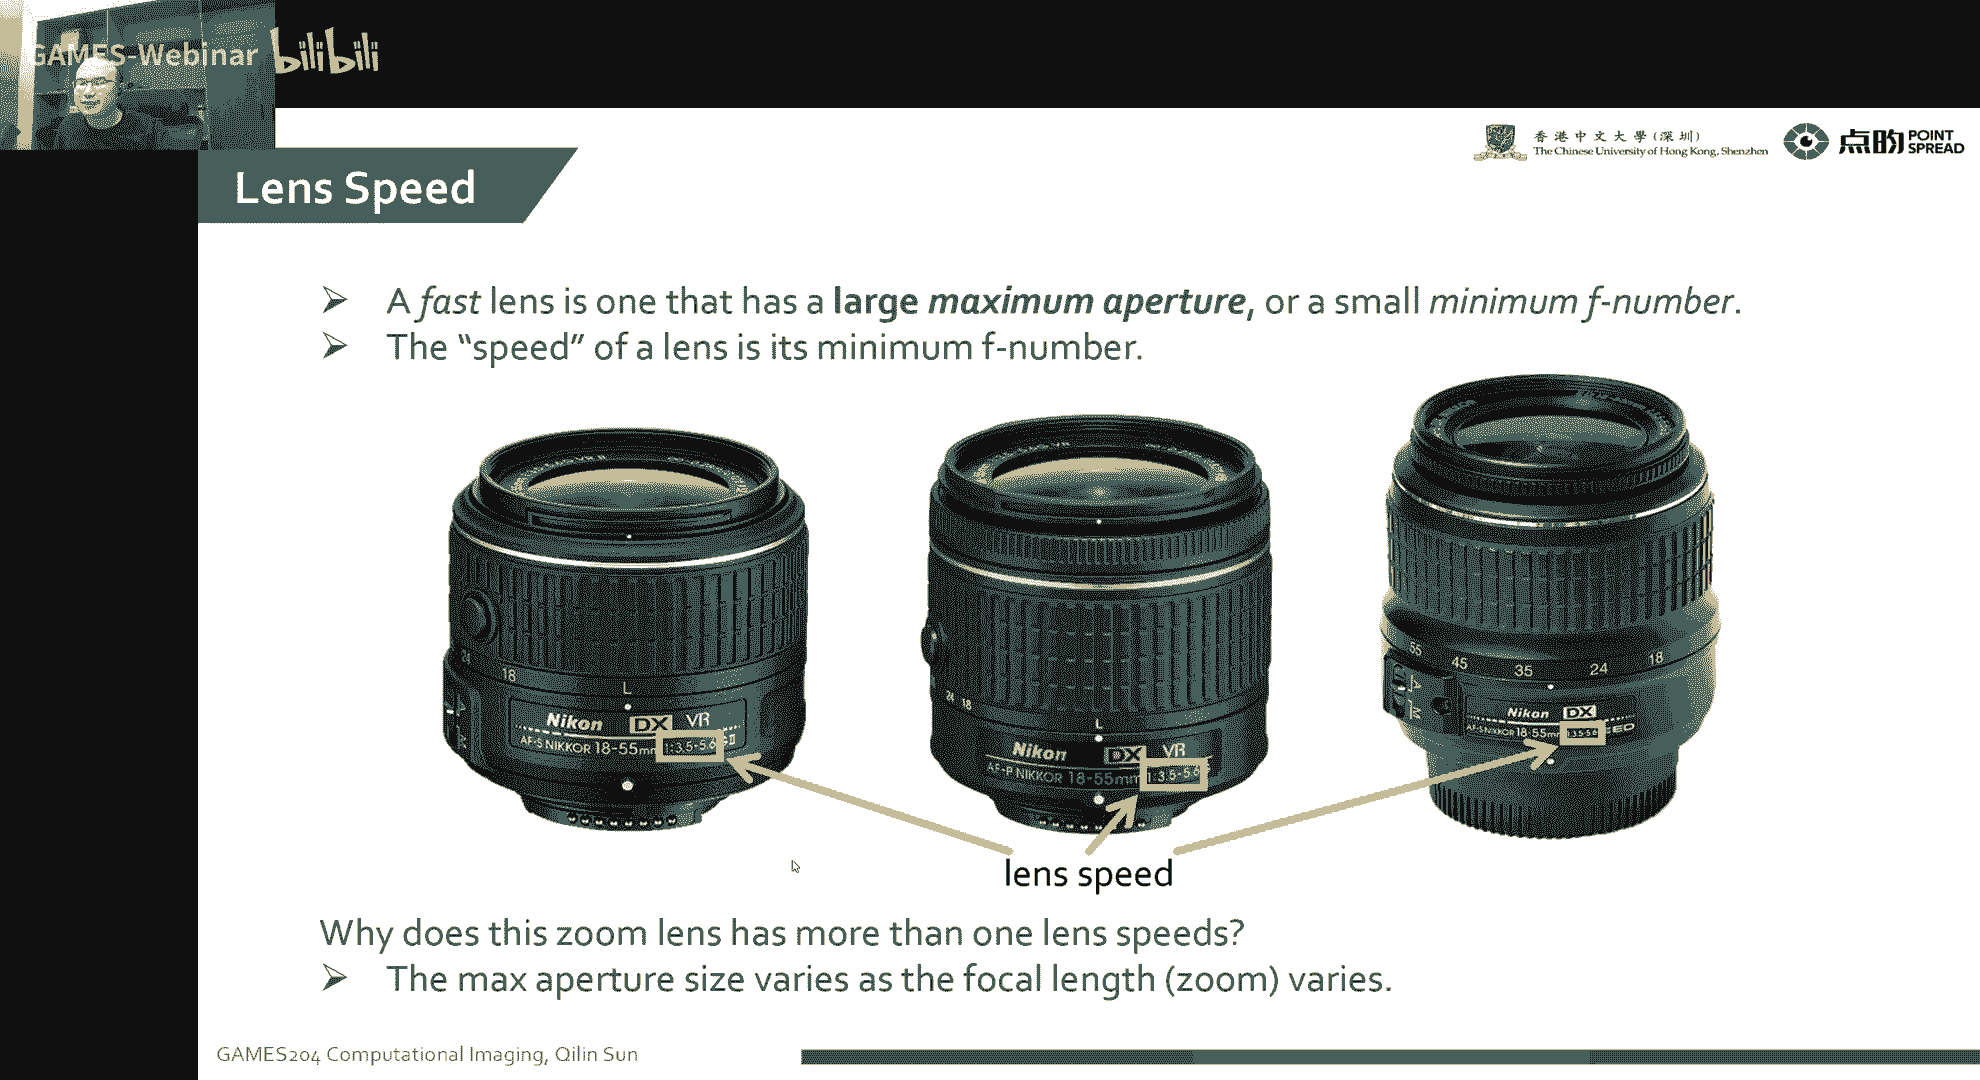 GAMES-Webinar bilibili
香港中文大學(深圳)
The Chinese University of Hong Kong, Shenzhen
点昀 POINT SPREAD
Lens Speed
➢ A fast lens is one that has a large maximum aperture, or a small minimum f-number.
➢ The “speed” of a lens is its minimum f-number.
24 18 L
Nikon DX VR
AF-S NIKKOR 18-55mm 1:3.5-5.6 G II
24 18 L
Nikon DX VR
AF-P NIKKOR 18-55mm 1:3.5-5.6
55 45 35 24 18
A M
Nikon DX
AF-S NIKKOR 18-55mm 1:3.5-5.6 ED
lens speed
Why does this zoom lens has more than one lens speeds?
➢ The max aperture size varies as the focal length (zoom) varies.
GAMES204 Computational Imaging, Qilin Sun